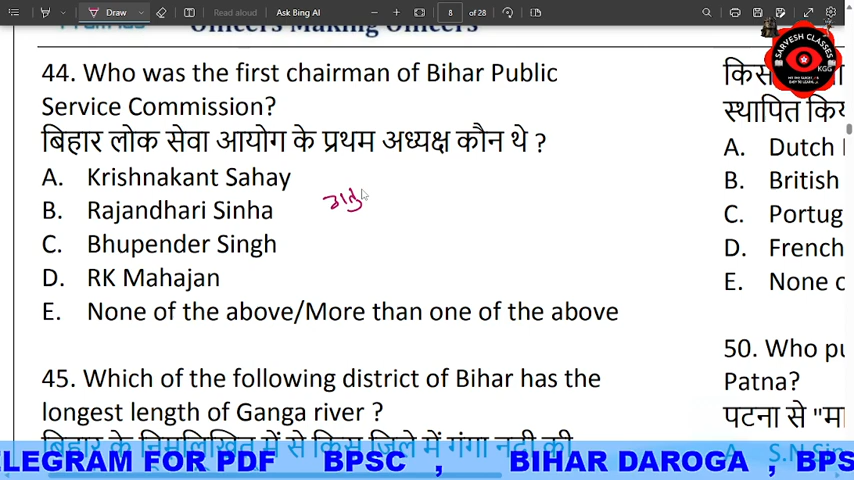 Draw
Read aloud
Ask Bing AI
8
of 28
Officers Making Officers
44. Who was the first chairman of Bihar Public
Service Commission?
बिहार लोक सेवा आयोग के प्रथम अध्यक्ष कौन थे ?
A. Krishnakant Sahay
B. Rajandhari Sinha
C. Bhupender Singh
D. RK Mahajan
E. None of the above/More than one of the above
45. Which of the following district of Bihar has the
longest length of Ganga river ?
बिहार के निम्नलिखित में से किस जिले में गंगा नदी की
SARVESH CLASSES
KGG
A. Dutch
B. British
C. Portug
D. French
E. None
50. Who pu
Patna?
पटना से "मा
A. S.N Sin
ELEGRAM FOR PDF BPSC , BIHAR DAROGA , BPS